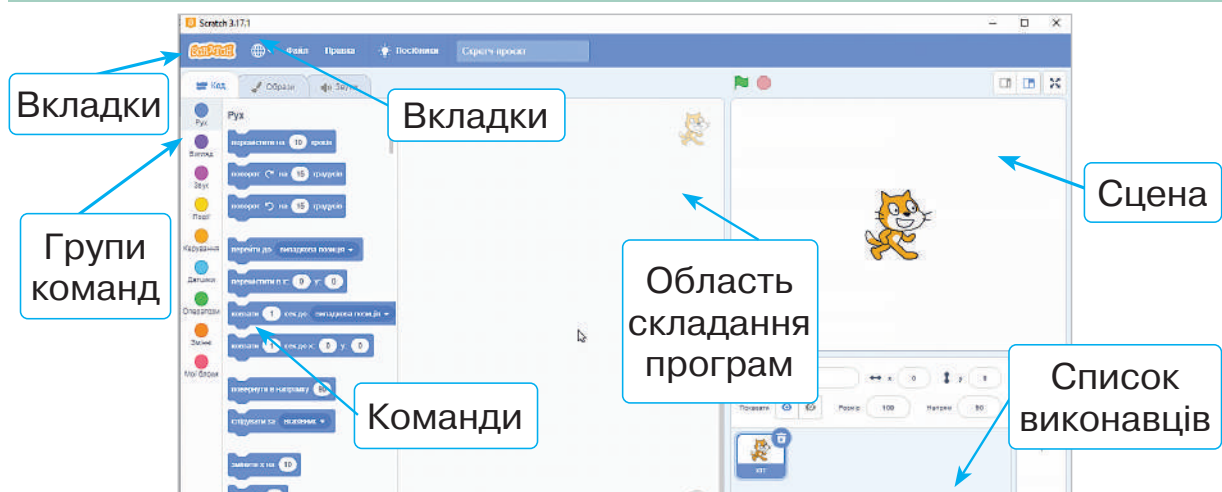 Scratch 3.17.1
SCRATCH Файл Правка Посібники Скретч проєкт
Код Образи Звуки
Вкладки
Вкладки
Групи
команд
Команди
Область
складання
програм
Сцена
Список
виконавців
Рух
Вигляд
Звук
Події
Керування
Датчики
Оператори
Змінні
Мої блоки
Рух
перемістити на 10 кроків
поворот на 15 градусів
поворот на 15 градусів
перейти до випадкова позиція
перемістити в x: 0 y: 0
ковзати 1 сек до випадкова позиція
ковзати 1 сек до x: 0 y: 0
повернути в напрямку 90
слідувати за вказівник
змінити x на 10
x 0 y
Показати Розмір 100 Напрям 90